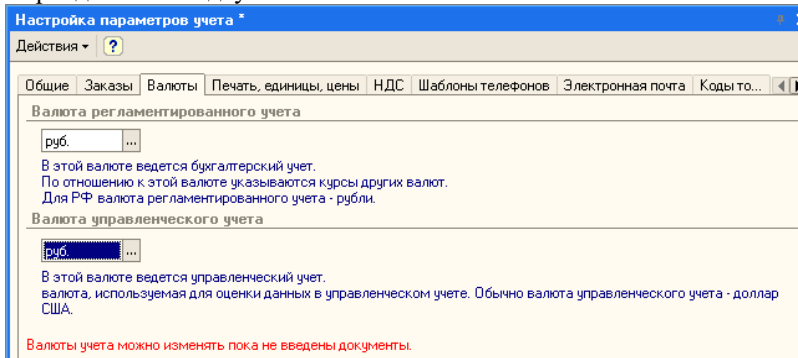 Настройка параметров учета *
Действия ?
Общие Заказы Валюты Печать, единицы, цены НДС Шаблоны телефонов Электронная почта Коды то...
Валюта регламентированного учета
руб. ...
В этой валюте ведется бухгалтерский учет.
По отношению к этой валюте указываются курсы других валют.
Для РФ валюта регламентированного учета - рубли.
Валюта управленческого учета
руб. ...
В этой валюте ведется управленческий учет.
валюта, используемая для оценки данных в управленческом учете. Обычно валюта управленческого учета - доллар
США.
Валюты учета можно изменять пока не введены документы.